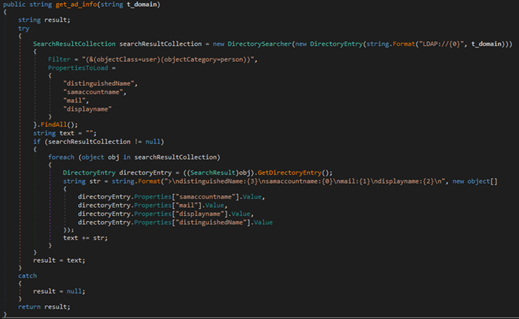 public string get_ad_info(string t_domain)
{
string result;
try
{
SearchResultCollection searchResultCollection = new DirectorySearcher(new DirectoryEntry(string.Format("LDAP://{0}", t_domain)))
{
Filter = "(&(objectClass=user)(objectCategory=person))",
PropertiesToLoad =
{
"distinguishedName",
"samaccountname",
"mail",
"displayname"
}
}.FindAll();
string text = "";
if (searchResultCollection != null)
{
foreach (object obj in searchResultCollection)
{
DirectoryEntry directoryEntry = ((SearchResult)obj).GetDirectoryEntry();
string str = string.Format(">\ndistinguishedName:{3}\nsamaccountname:{0}\nmail:{1}\ndisplayname:{2}\n", new object[]
{
directoryEntry.Properties["samaccountname"].Value,
directoryEntry.Properties["mail"].Value,
directoryEntry.Properties["displayname"].Value,
directoryEntry.Properties["distinguishedName"].Value
});
text += str;
}
}
result = text;
}
catch
{
result = null;
}
return result;
}